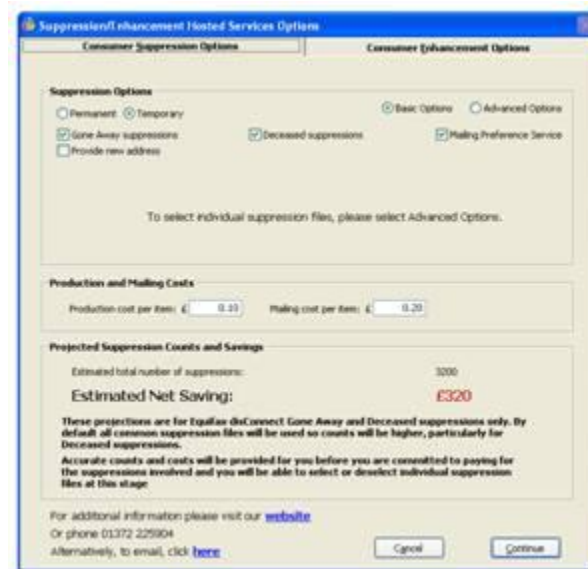 Suppression/Enhancement Hosted Services Options
Consumer Suppression Options
Consumer Enhancement Options
Suppression Options
Permanent Temporary
Basic Options Advanced Options
Gone Away suppressions
Deceased suppressions
Mailing Preference Service
Provide new address
To select individual suppression files, please select Advanced Options.
Production and Mailing Costs
Production cost per item: £ 0.10 Mailing cost per item: £ 0.20
Projected Suppression Counts and Savings
Estimated total number of suppressions: 3200
Estimated Net Saving: £320
These projections are for Equifax disConnect Gone Away and Deceased suppressions only. By
default all common suppression files will be used so counts will be higher, particularly for
Deceased suppressions.
Accurate counts and costs will be provided for you before you are committed to paying for
the suppressions involved and you will be able to select or deselect individual suppression
files at this stage
For additional information please visit our website
Or phone 01372 225904
Alternatively, to email, click here
Cancel
Continue